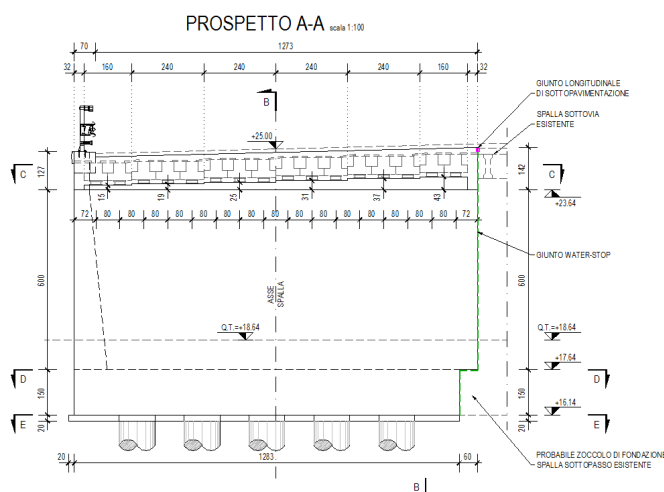 PROSPETTO A-A scala 1:100
70 1273
32 160 240 240 240 240 160 32
B
GIUNTO LONGITUDINALE
DI SOTTOPAVIMENTAZIONE
SPALLA SOTTOVIA
ESISTENTE
+25.00
C 127 142 C
15 19 25 31 37 43
+23.64
72 80 80 80 80 80 80 80 80 80 80 80 80 80 80 72
GIUNTO WATER-STOP
600 600
ASSE
SPALLA
Q.T.=+18.64 Q.T.=+18.64
+17.64
D D
150 150
+16.14
E E
20 20
PROBABILE ZOCCOLO DI FONDAZIONE
SPALLA SOTTOPASSO ESISTENTE
20 1283 60
B